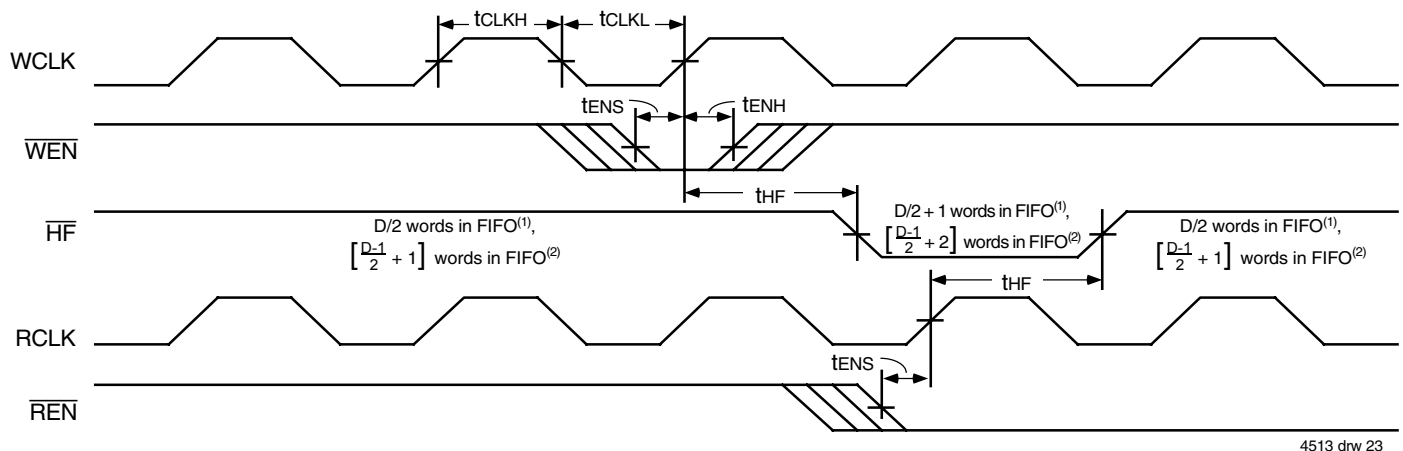 tCLKH tCLKL
WCLK
tENS tENH
WEN
tHF
HF
D/2 words in FIFO(1),
[D-1/2 + 1] words in FIFO(2)
D/2 + 1 words in FIFO(1),
[D-1/2 + 2] words in FIFO(2)
D/2 words in FIFO(1),
[D-1/2 + 1] words in FIFO(2)
tHF
RCLK
tENS
REN
4513 drw 23